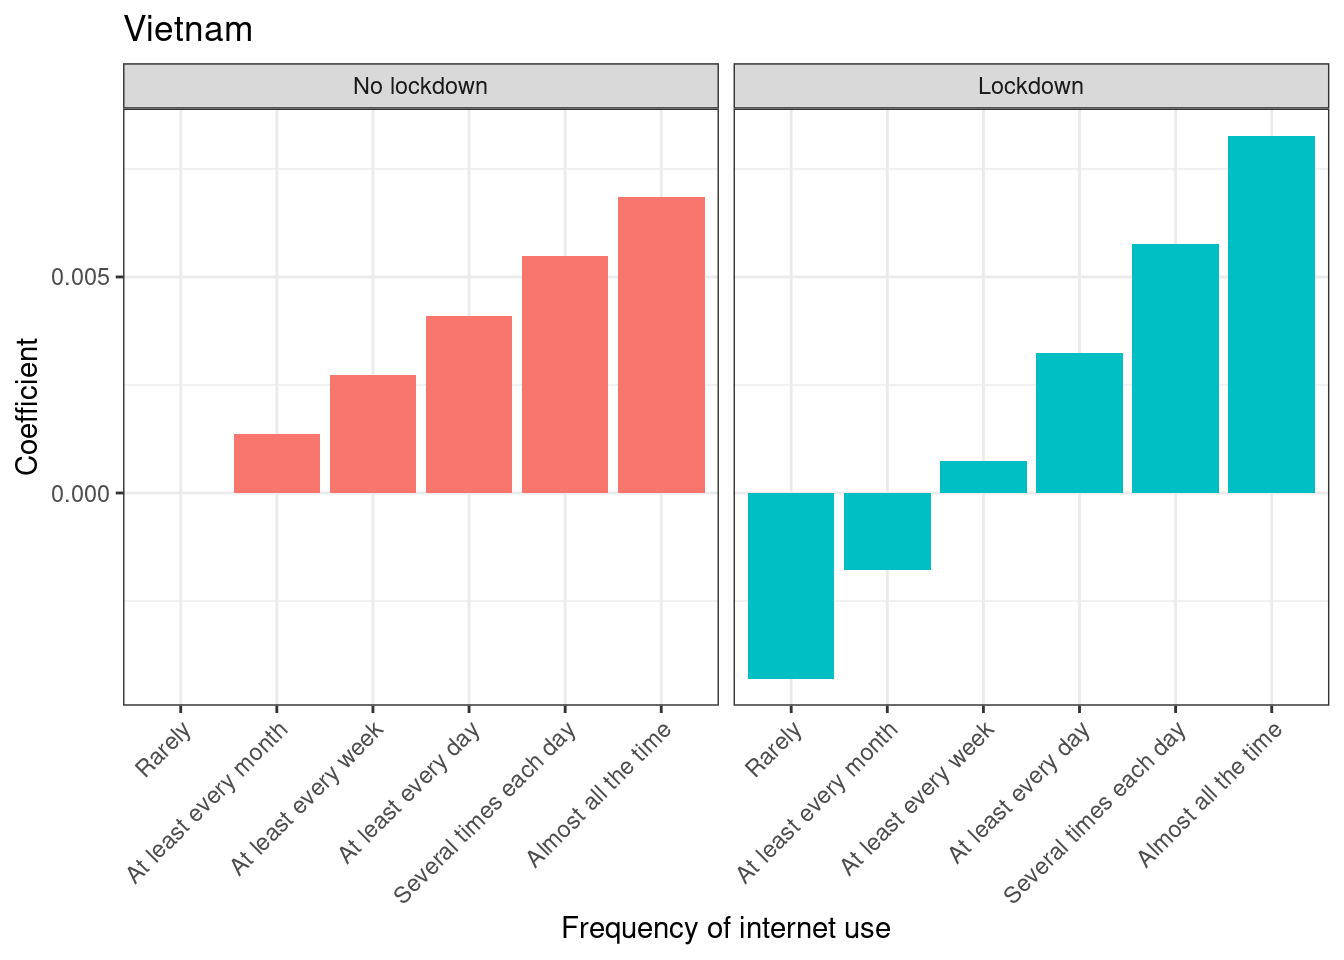 Vietnam
No lockdown
Lockdown
Coefficient
0.005
0.000
Rarely
At least every month
At least every week
At least every day
Several times each day
Almost all the time
Rarely
At least every month
At least every week
At least every day
Several times each day
Almost all the time
Frequency of internet use